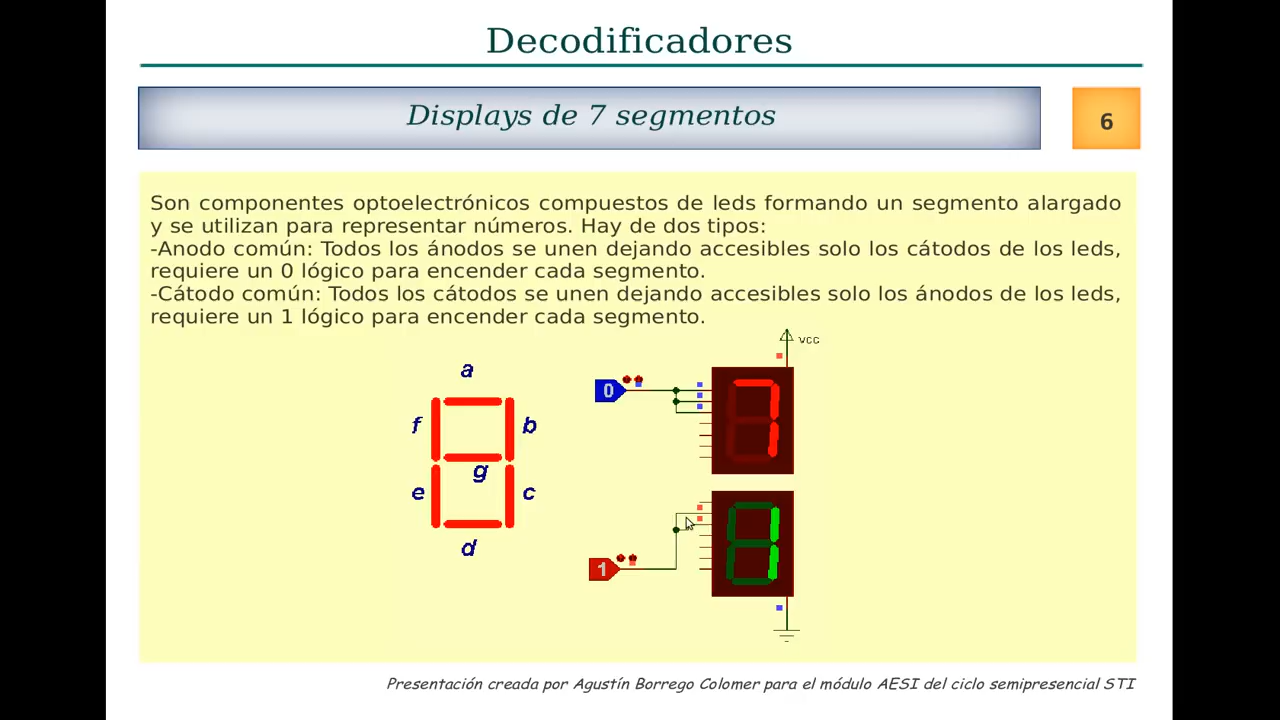 Decodificadores
Displays de 7 segmentos
6
Son componentes optoelectrónicos compuestos de leds formando un segmento alargado
y se utilizan para representar números. Hay de dos tipos:
-Anodo común: Todos los ánodos se unen dejando accesibles solo los cátodos de los leds,
requiere un 0 lógico para encender cada segmento.
-Cátodo común: Todos los cátodos se unen dejando accesibles solo los ánodos de los leds,
requiere un 1 lógico para encender cada segmento.
VCC
a
0
f
b
g
e
c
d
1
Presentación creada por Agustín Borrego Colomer para el módulo AESI del ciclo semipresencial STI